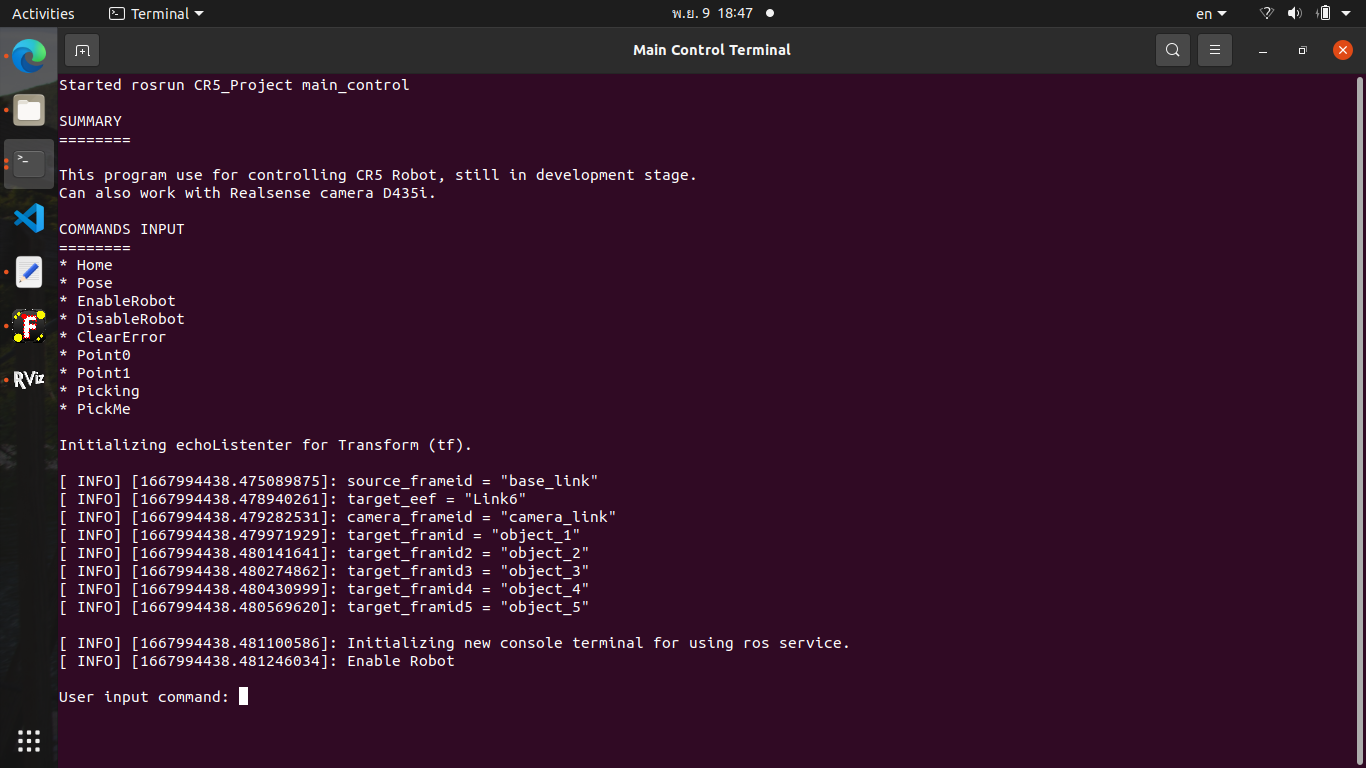 Activities
Terminal
พ.ย. 9 18:47
en
Main Control Terminal
Started rosrun CR5_Project main_control
SUMMARY
========
This program use for controlling CR5 Robot, still in development stage.
Can also work with Realsense camera D435i.
COMMANDS INPUT
========
* Home
* Pose
* EnableRobot
* DisableRobot
* ClearError
* Point0
* Point1
* Picking
* PickMe
Initializing echoListenter for Transform (tf).
[ INFO] [1667994438.475089875]: source_frameid = "base_link"
[ INFO] [1667994438.478940261]: target_eef = "Link6"
[ INFO] [1667994438.479282531]: camera_frameid = "camera_link"
[ INFO] [1667994438.479971929]: target_framid = "object_1"
[ INFO] [1667994438.480141641]: target_framid2 = "object_2"
[ INFO] [1667994438.480274862]: target_framid3 = "object_3"
[ INFO] [1667994438.480430999]: target_framid4 = "object_4"
[ INFO] [1667994438.480569620]: target_framid5 = "object_5"
[ INFO] [1667994438.481100586]: Initializing new console terminal for using ros service.
[ INFO] [1667994438.481246034]: Enable Robot
User input command:
F
RViz